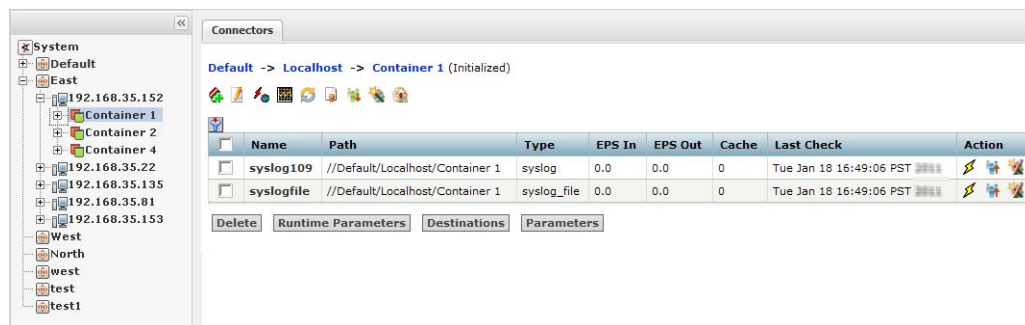 System
Default
East
192.168.35.152
Container 1
Container 2
Container 4
192.168.35.22
192.168.35.135
192.168.35.81
192.168.35.153
West
North
west
test
test1
Connectors
Default -> Localhost -> Container 1 (Initialized)
Name Path Type EPS In EPS Out Cache Last Check Action
syslog109 //Default/Localhost/Container 1 syslog 0.0 0.0 0 Tue Jan 18 16:49:06 PST
syslogfile //Default/Localhost/Container 1 syslog_file 0.0 0.0 0 Tue Jan 18 16:49:06 PST
Delete Runtime Parameters Destinations Parameters